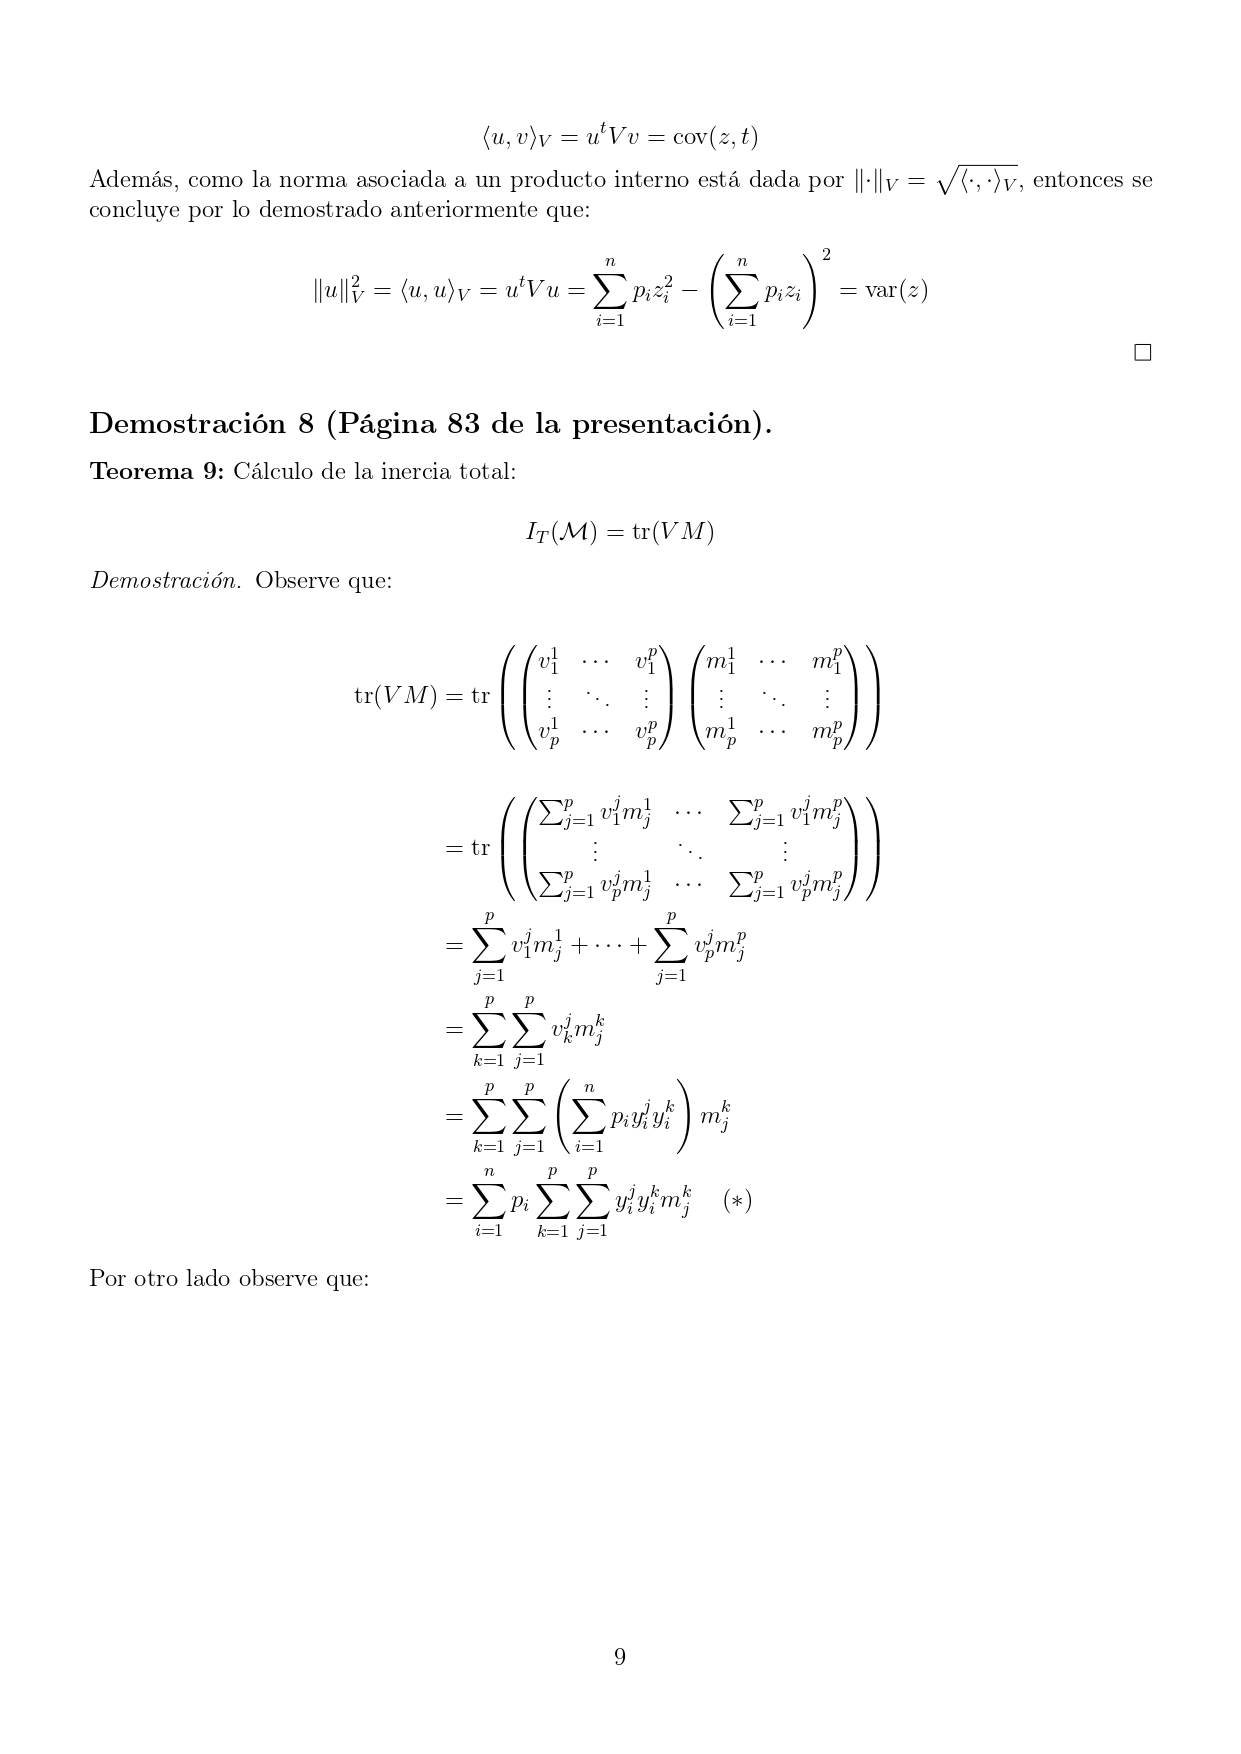 $$\langle u, v \rangle_V = u^t V v = \text{cov}(z, t)$$
Además, como la norma asociada a un producto interno está dada por $\|\cdot\|_V = \sqrt{\langle \cdot, \cdot \rangle_V}$, entonces se
concluye por lo demostrado anteriormente que:
$$\|u\|_V^2 = \langle u, u \rangle_V = u^t V u = \sum_{i=1}^{n} p_i z_i^2 - \left( \sum_{i=1}^{n} p_i z_i \right)^2 = \text{var}(z)$$
□
Demostración 8 (Página 83 de la presentación).
Teorema 9: Cálculo de la inercia total:
$$I_T(\mathcal{M}) = \text{tr}(VM)$$
Demostración. Observe que:
$$\text{tr}(VM) = \text{tr}\left( \begin{pmatrix} v_1^1 & \cdots & v_1^p \\ \vdots & \ddots & \vdots \\ v_p^1 & \cdots & v_p^p \end{pmatrix} \begin{pmatrix} m_1^1 & \cdots & m_1^p \\ \vdots & \ddots & \vdots \\ m_p^1 & \cdots & m_p^p \end{pmatrix} \right)$$
$$= \text{tr}\left( \begin{pmatrix} \sum_{j=1}^{p} v_1^j m_j^1 & \cdots & \sum_{j=1}^{p} v_1^j m_j^p \\ \vdots & \ddots & \vdots \\ \sum_{j=1}^{p} v_p^j m_j^1 & \cdots & \sum_{j=1}^{p} v_p^j m_j^p \end{pmatrix} \right)$$
$$= \sum_{j=1}^{p} v_1^j m_j^1 + \cdots + \sum_{j=1}^{p} v_p^j m_j^p$$
$$= \sum_{k=1}^{p} \sum_{j=1}^{p} v_k^j m_j^k$$
$$= \sum_{k=1}^{p} \sum_{j=1}^{p} \left( \sum_{i=1}^{n} p_i y_i^j y_i^k \right) m_j^k$$
$$= \sum_{i=1}^{n} p_i \sum_{k=1}^{p} \sum_{j=1}^{p} y_i^j y_i^k m_j^k \quad (*)$$
Por otro lado observe que:
9